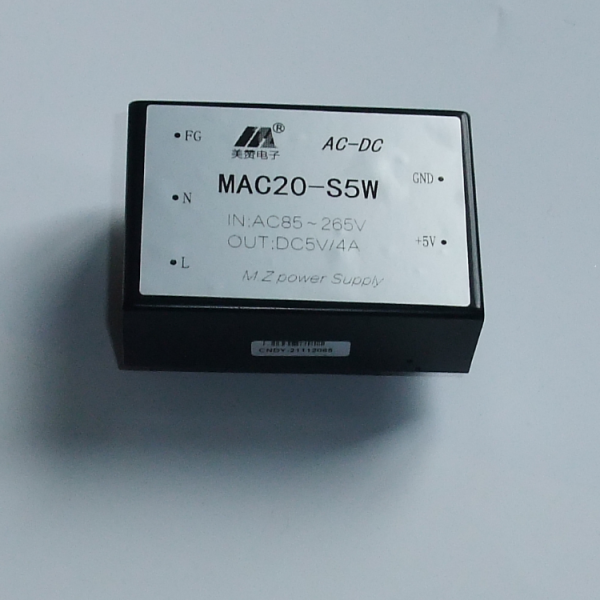 FG
®
美赞电子
AC-DC
MAC20-S5W
GND
N
IN:AC85~265V
OUT:DC5V/4A
+5V
L
M.Z power Supply